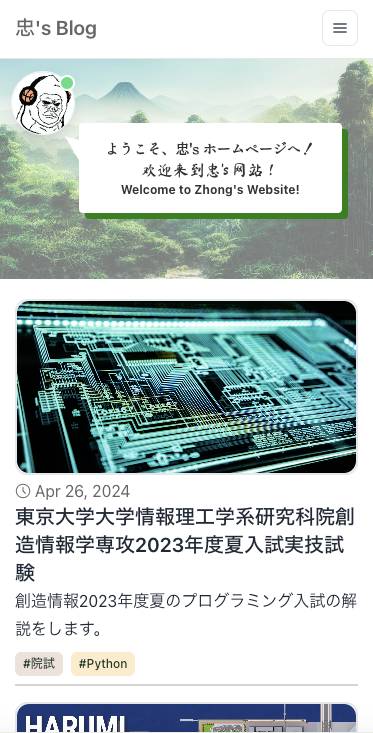 忠's Blog
ようこそ、忠's ホームページへ！
欢迎来到忠's 网站！
Welcome to Zhong's Website!
Apr 26, 2024
東京大学大学情報理工学系研究科院創
造情報学専攻2023年度夏入試実技試
験
創造情報2023年度夏のプログラミング入試の解
説をします。
#院試 #Python
HARUMI